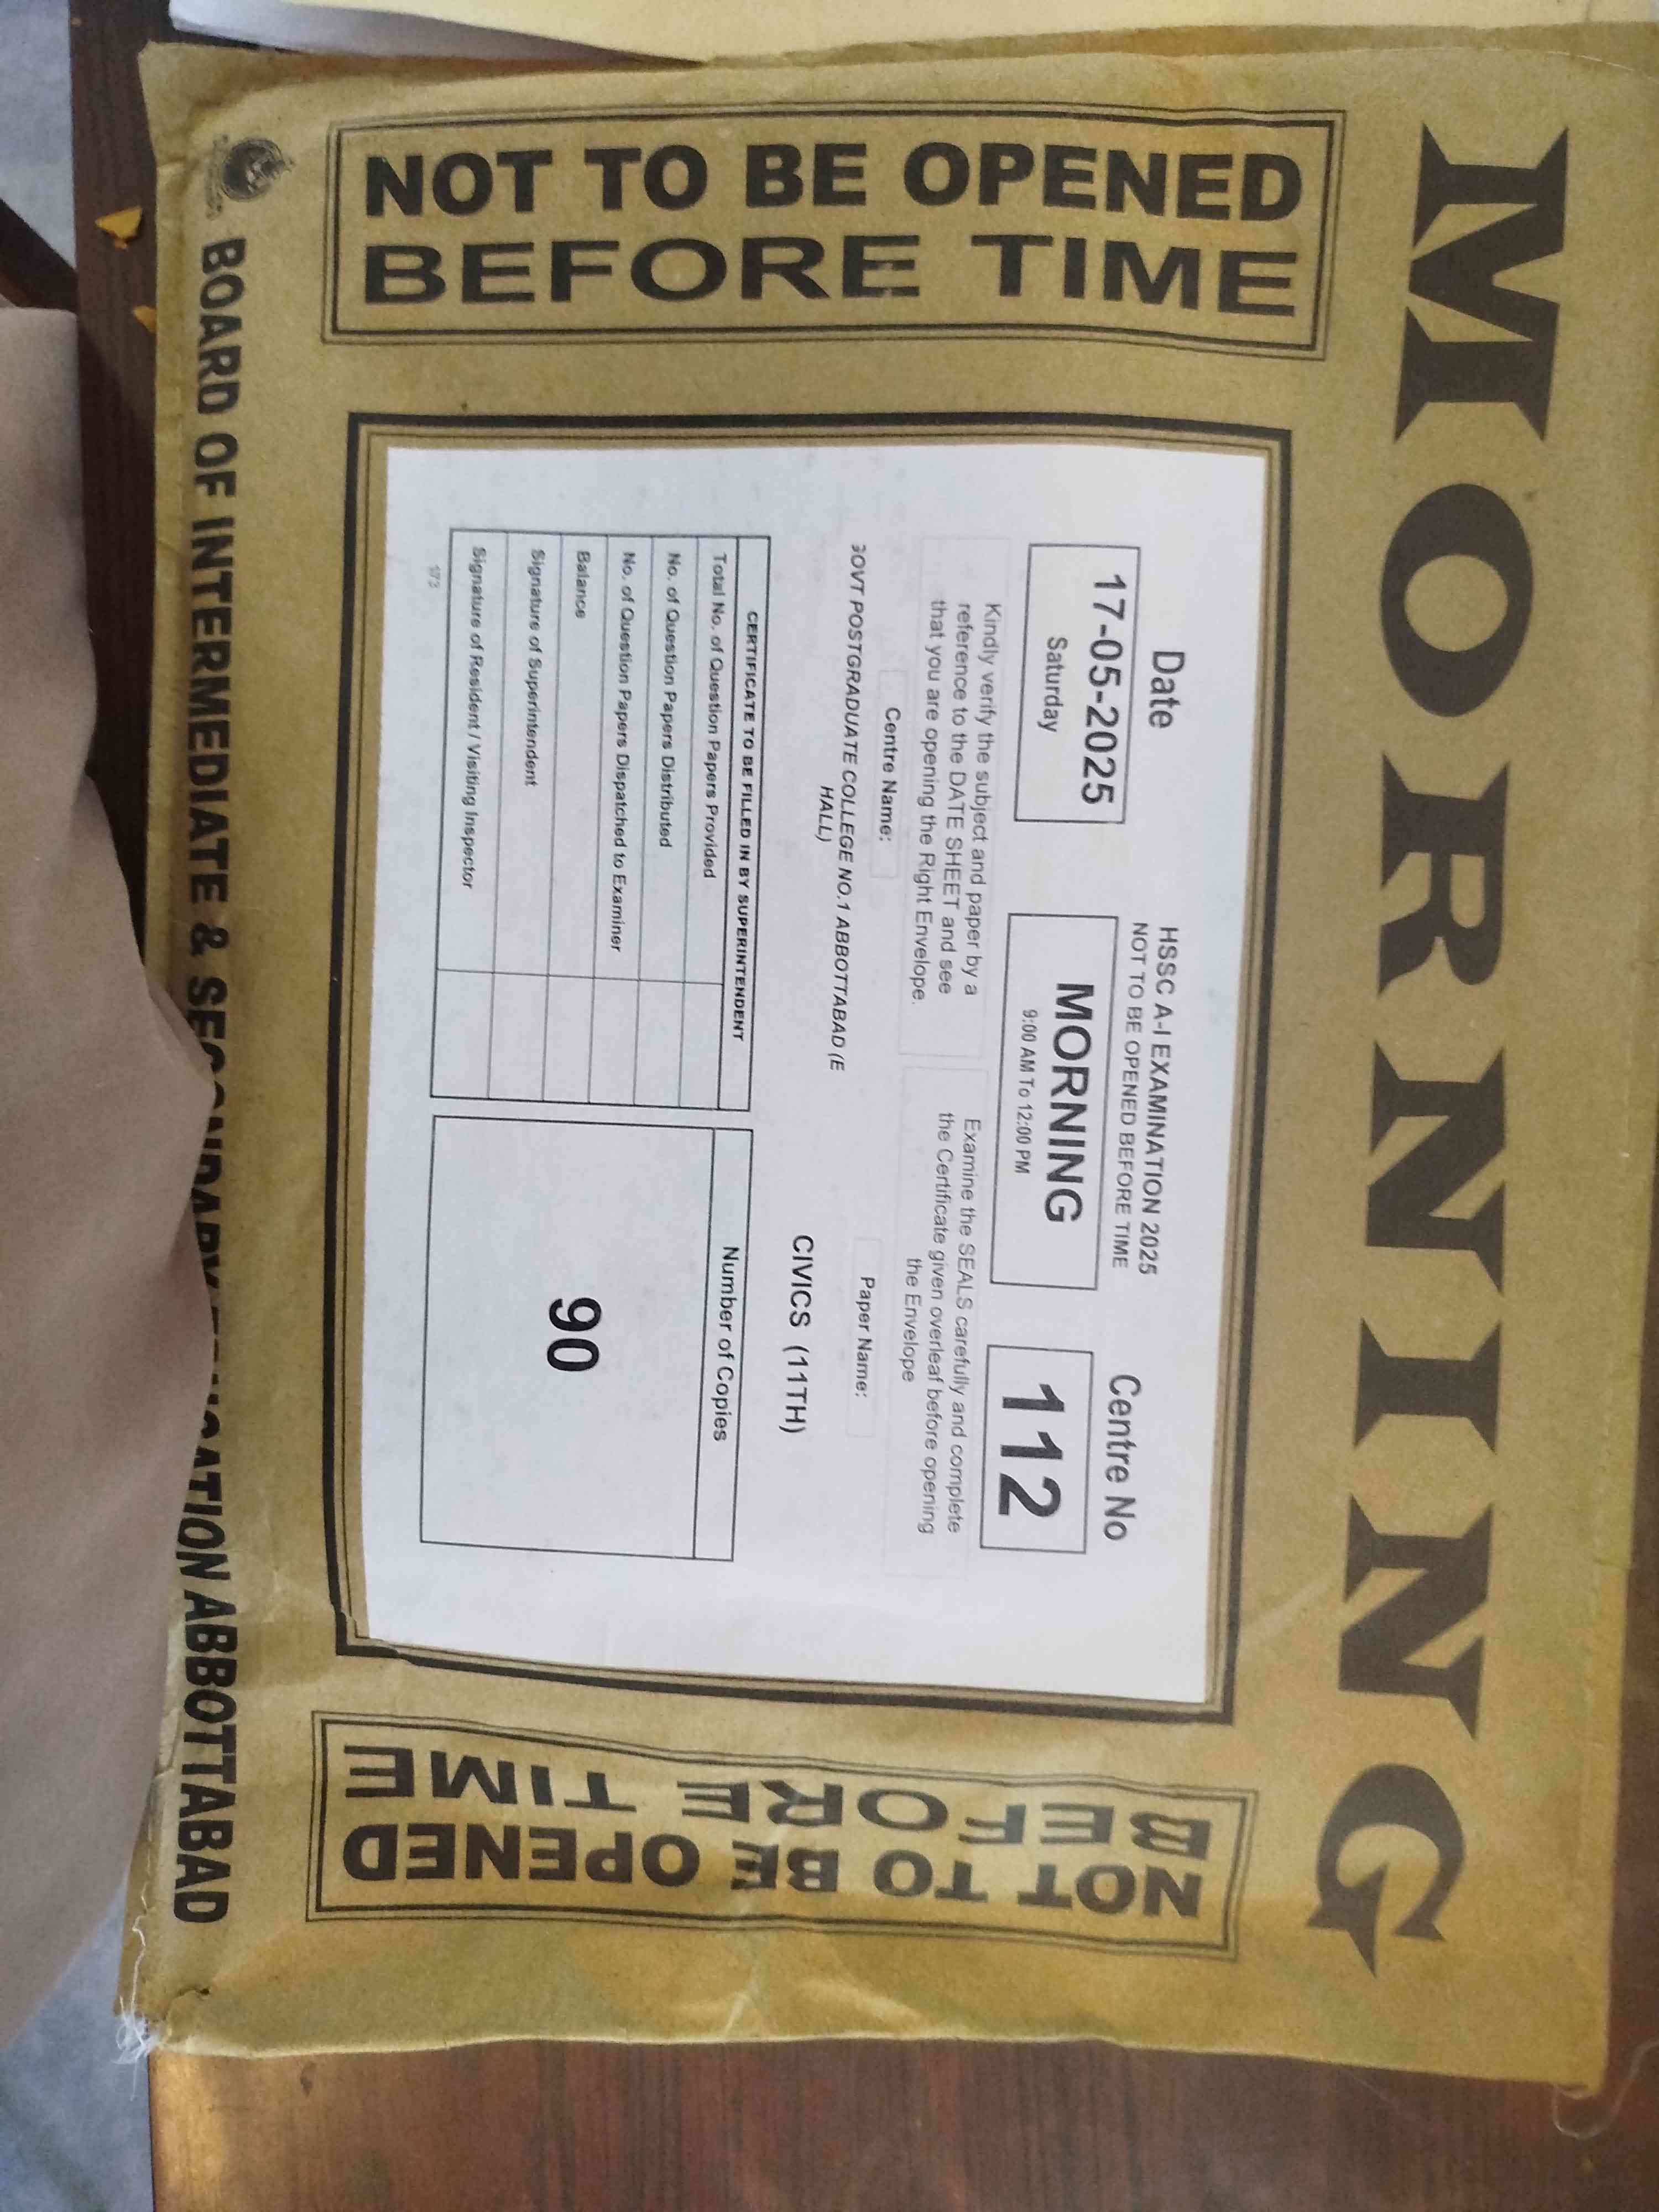 MORNING
NOT TO BE OPENED
BEFORE TIME
Date
17-05-2025
Saturday
HSSC A-I EXAMINATION 2025
NOT TO BE OPENED BEFORE TIME
MORNING
9:00 AM To 12:00 PM
Centre No
112
Kindly verify the subject and paper by a
reference to the DATE SHEET and see
that you are opening the Right Envelope.
Examine the SEALS carefully and complete
the Certificate given overleaf before opening
the Envelope
Centre Name:
GOVT POSTGRADUATE COLLEGE NO.1 ABBOTTABAD (E
HALL)
Paper Name:
CIVICS (11TH)
CERTIFICATE TO BE FILLED IN BY SUPERINTENDENT
Total No. of Question Papers Provided
No. of Question Papers Distributed
No. of Question Papers Dispatched to Examiner
Balance
Signature of Superintendent
Signature of Resident / Visiting Inspector
Number of Copies
90
NOT TO BE OPENED
BEFORE TIME
BOARD OF INTERMEDIATE & SECONDARY EDUCATION ABBOTTABAD